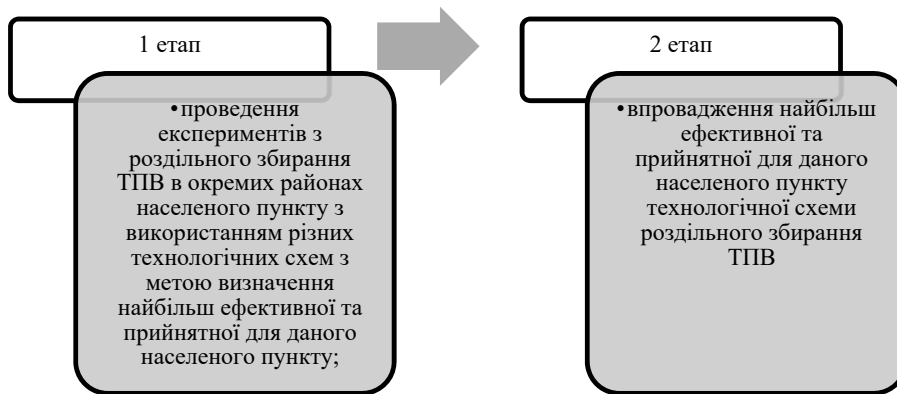 1 етап
•проведення
експериментів з
роздільного збирання
ТПВ в окремих районах
населеного пункту з
використанням різних
технологічних схем з
метою визначення
найбільш ефективної та
прийнятної для даного
населеного пункту;
2 етап
•впровадження найбільш
ефективної та
прийнятної для даного
населеного пункту
технологічної схеми
роздільного збирання
ТПВ